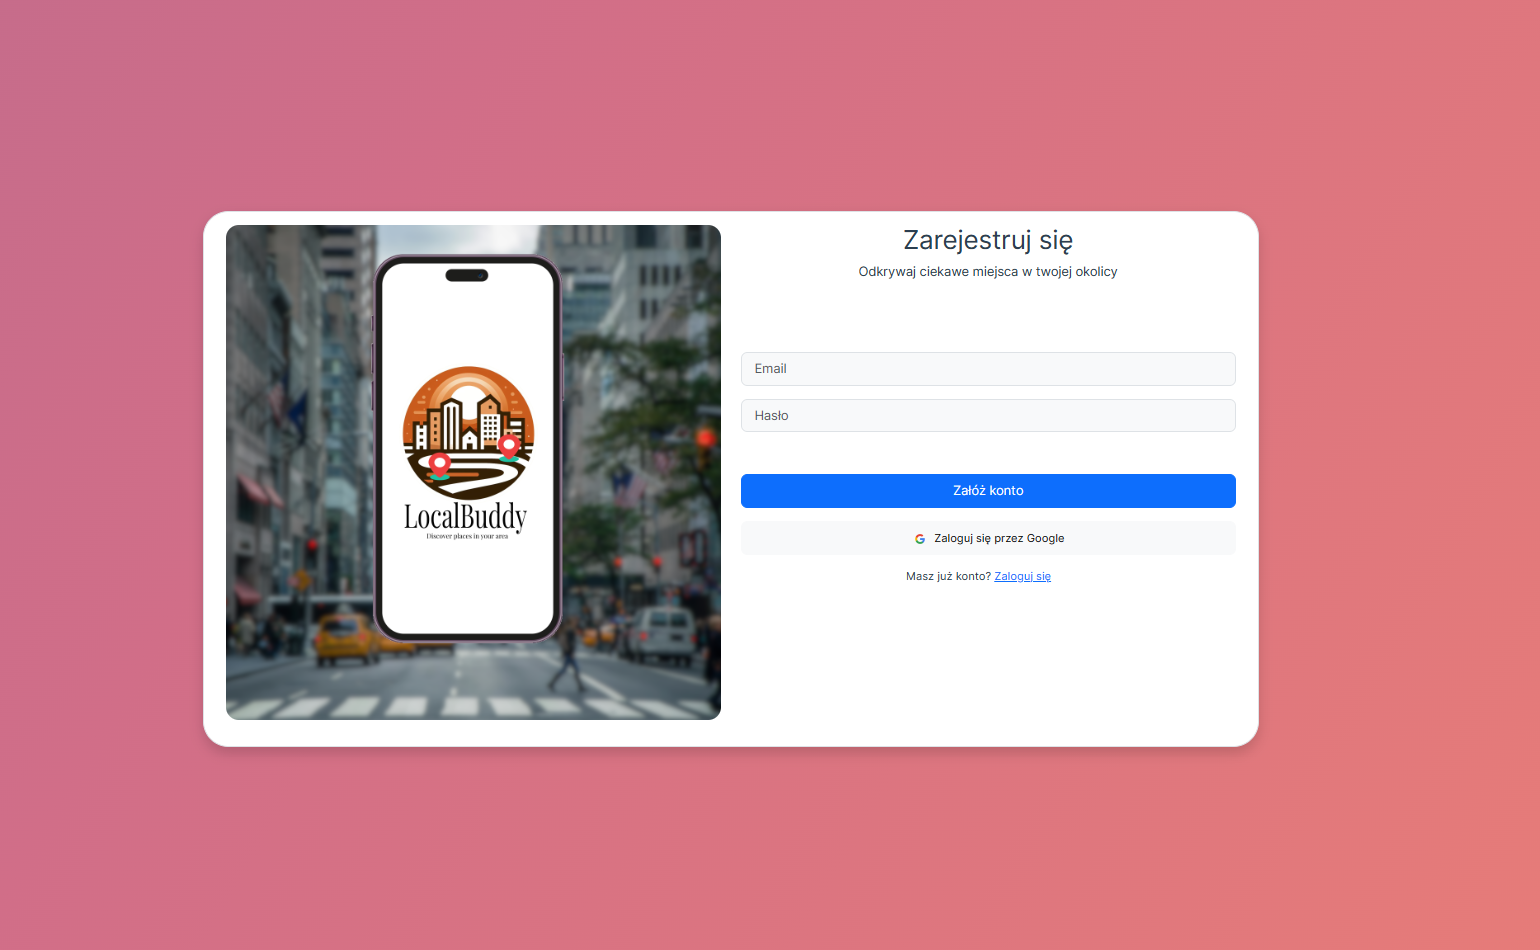 LocalBuddy
Discover places in your area
Zarejestruj się
Odkrywaj ciekawe miejsca w twojej okolicy
Email
Hasło
Załóż konto
Zaloguj się przez Google
Masz już konto? Zaloguj się